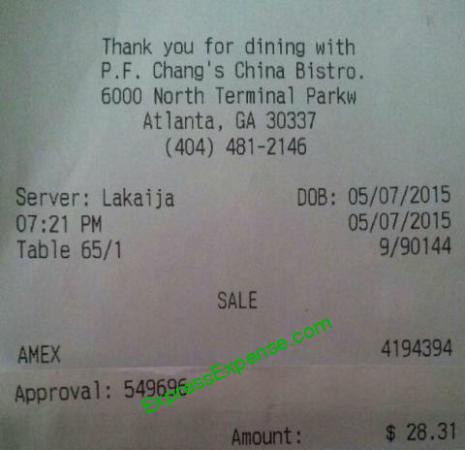 Thank you for dining with
P.F. Chang's China Bistro.
6000 North Terminal Parkw
Atlanta, GA 30337
(404) 481-2146
Server: Lakaija DOB: 05/07/2015
07:21 PM 05/07/2015
Table 65/1 9/90144
SALE
AMEX 4194394
Approval: 549696
ExpressExpense.com
Amount: $ 28.31